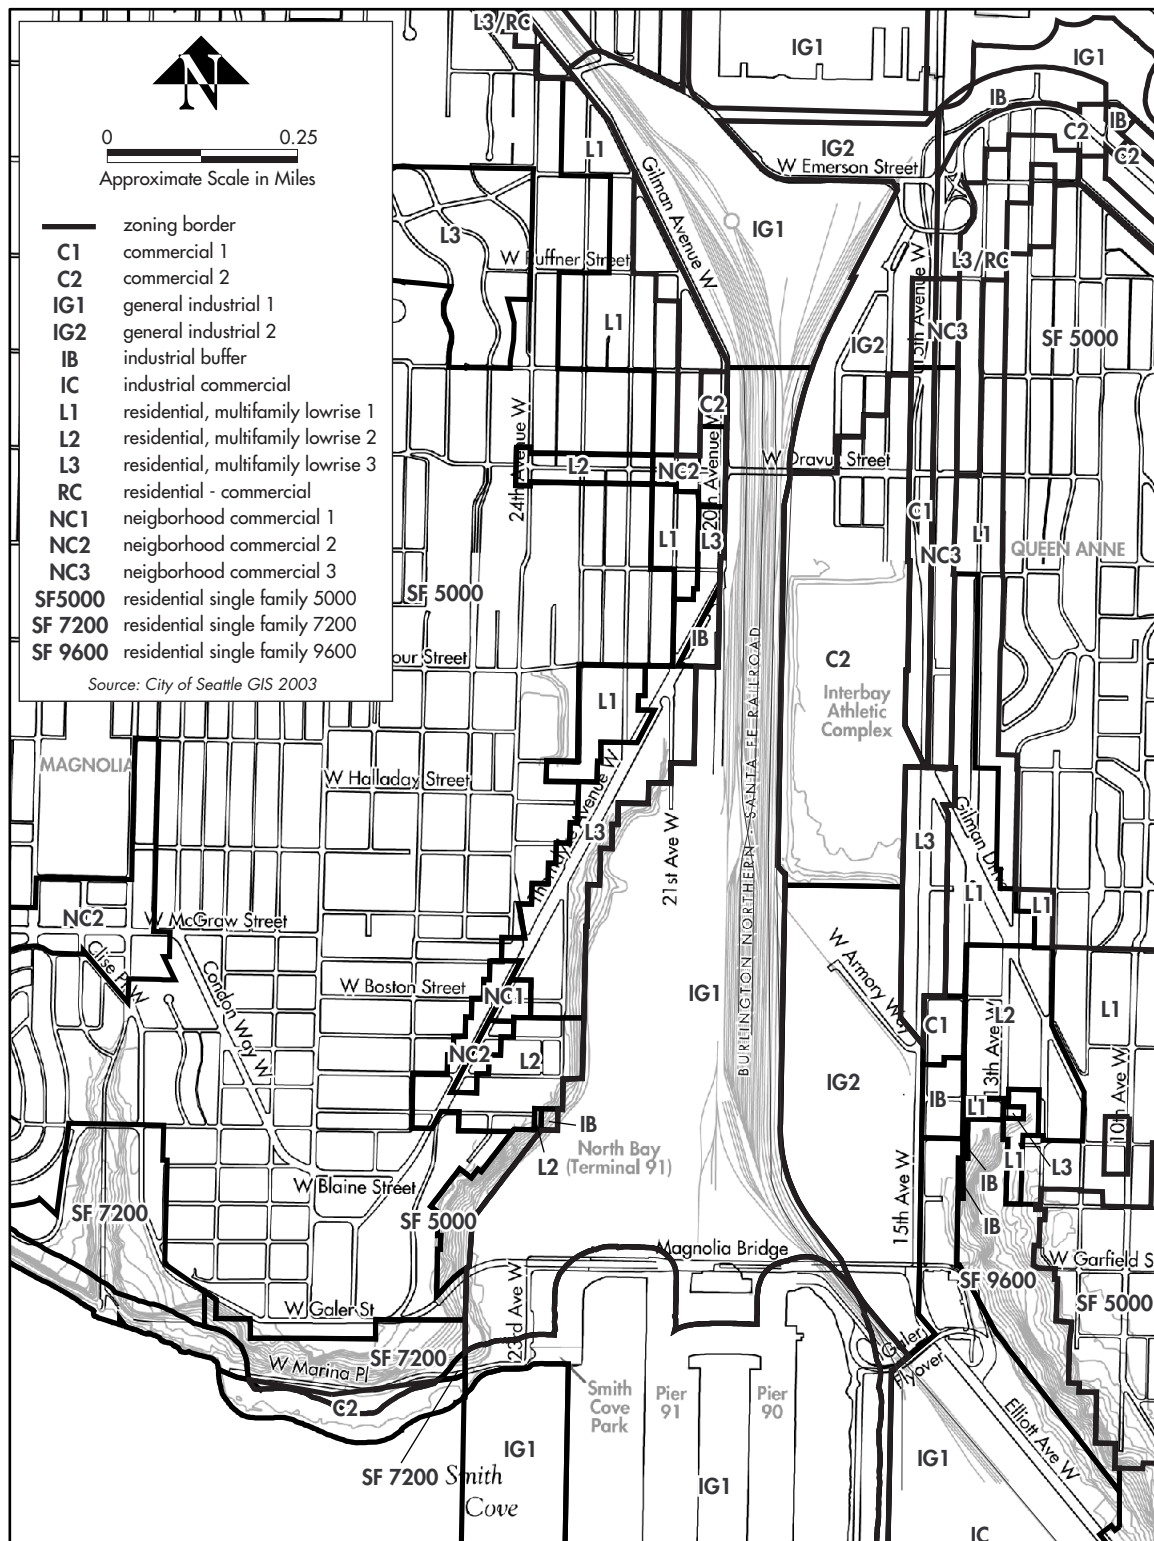 N
0 0.25
Approximate Scale in Miles
zoning border
C1 commercial 1
C2 commercial 2
IG1 general industrial 1
IG2 general industrial 2
IB industrial buffer
IC industrial commercial
L1 residential, multifamily lowrise 1
L2 residential, multifamily lowrise 2
L3 residential, multifamily lowrise 3
RC residential - commercial
NC1 neigborhood commercial 1
NC2 neigborhood commercial 2
NC3 neigborhood commercial 3
SF5000 residential single family 5000
SF 7200 residential single family 7200
SF 9600 residential single family 9600
Source: City of Seattle GIS 2003
L3/RC
IG1
IG1
IB
IB
C2
C2
L1
IG2
W Emerson Street
Gilman Avenue W
L3
IG1
W Ruffner Street
L3/RC
15th Avenue W
L1
NC3
IG2
SF 5000
C2
24th Avenue W
20th Avenue W
L2
NC2
W Dravus Street
C1
L1
L3
NC3
L1
QUEEN ANNE
SF 5000
IB
our Street
C2
Interbay
Athletic
Complex
BURLINGTON NORTHERN - SANTA FE RAILROAD
L1
MAGNOLIA
W Halladay Street
Thorndyke Avenue W
L3
21st Ave W
L3
Gilman Drive
L1
L1
NC2
W McGraw Street
Clise Pl W
Condon Way W
W Boston Street
NC1
IG1
W Armory Way
C1
L2
L1
13th Ave W
NC2
L2
IG2
IB
L1
10th Ave W
IB
North Bay
(Terminal 91)
L2
L1
L3
IB
W Blaine Street
SF 7200
SF 5000
15th Ave W
IB
Magnolia Bridge
W Garfield S
SF 9600
SF 5000
W Galer St
23rd Ave W
Galer
Flyover
W Marina Pl
SF 7200
C2
Smith
Cove
Park
Pier
91
Pier
90
Elliott Ave W
SF 7200
Smith
Cove
IG1
IG1
IG1
IC